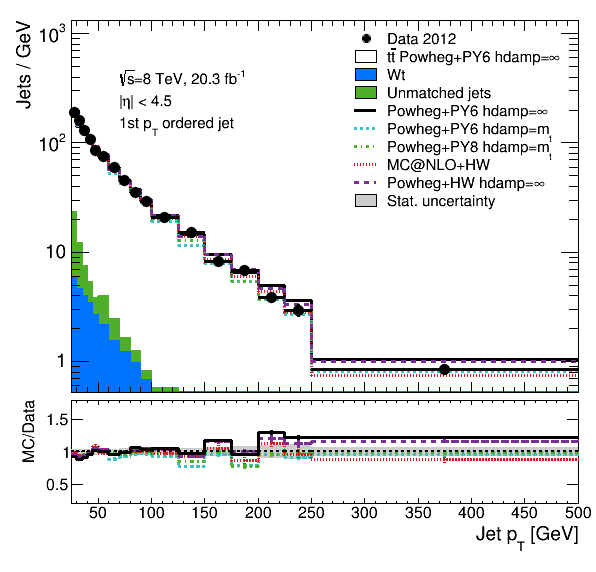 Jets / GeV
10³
10²
10
1
√s=8 TeV, 20.3 fb⁻¹
|η| < 4.5
1st p_T ordered jet
Data 2012
tt̄ Powheg+PY6 hdamp=∞
Wt
Unmatched jets
Powheg+PY6 hdamp=∞
Powheg+PY6 hdamp=m_t
Powheg+PY8 hdamp=m_t
MC@NLO+HW
Powheg+HW hdamp=∞
Stat. uncertainty
MC/Data
1.5
1
0.5
50 100 150 200 250 300 350 400 450 500
Jet p_T [GeV]